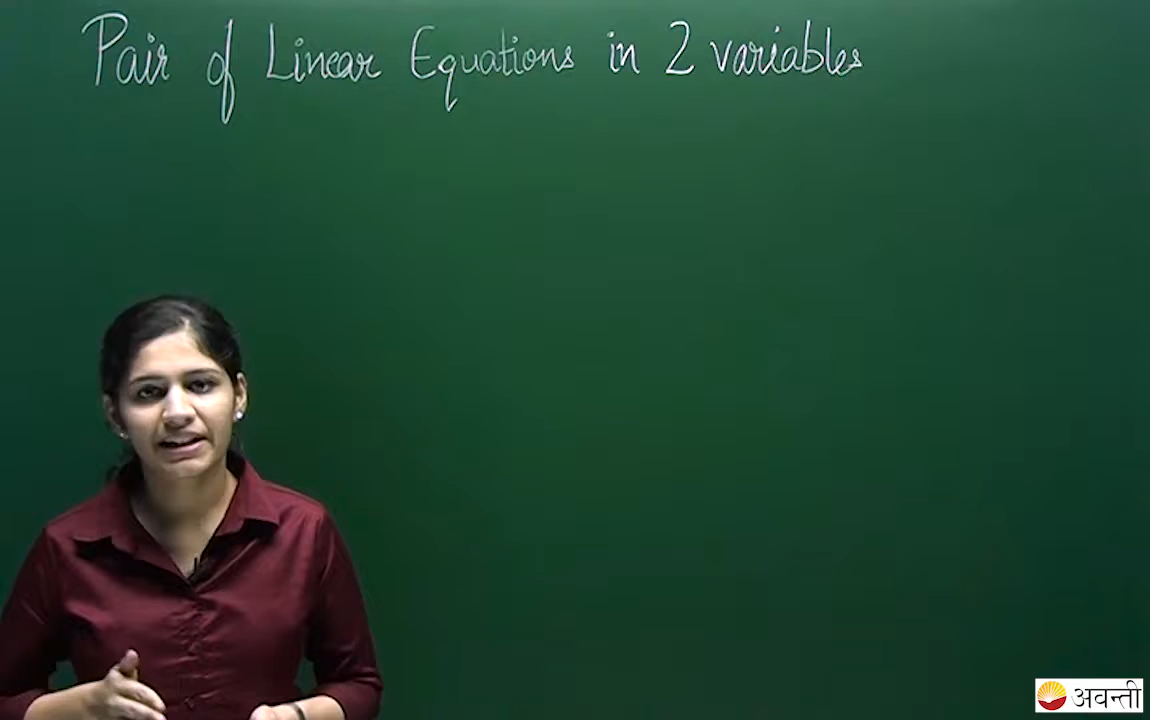 Pair of Linear Equations in 2 variables
अवन्ती